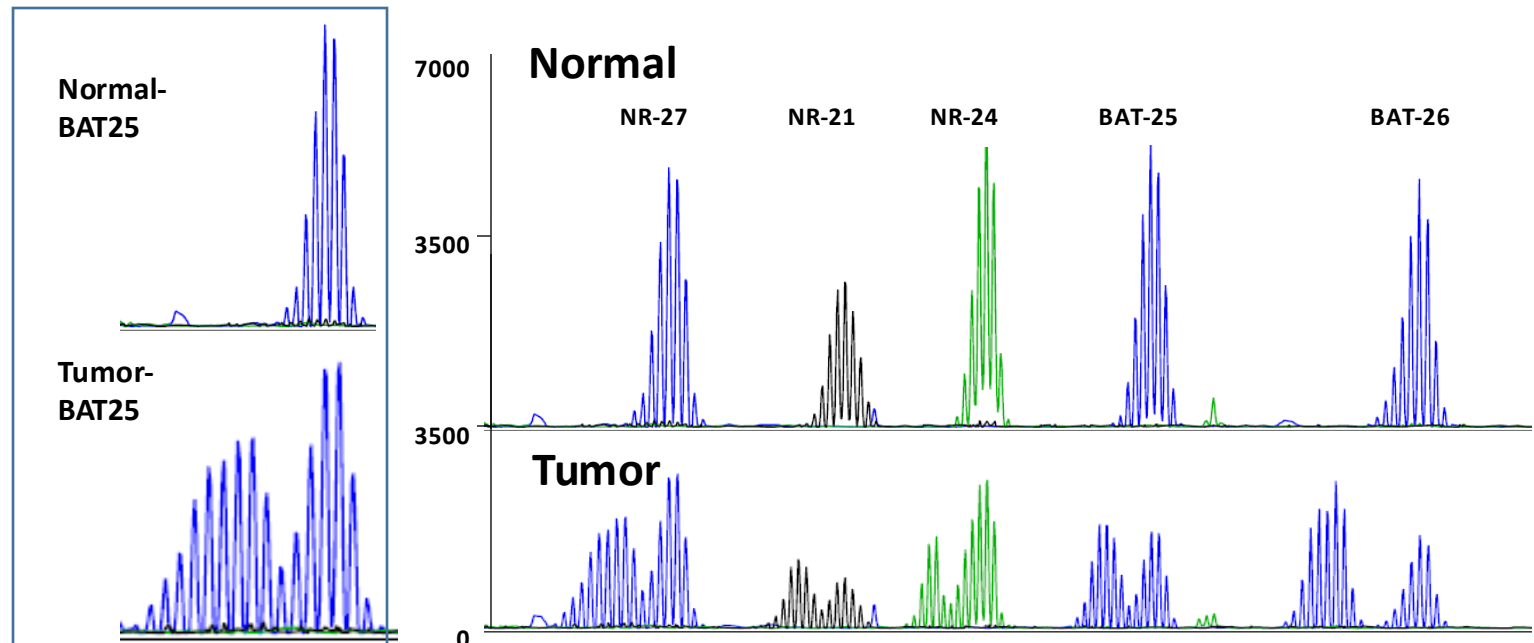 Normal-
BAT25
Tumor-
BAT25
Normal
7000
NR-27 NR-21 NR-24 BAT-25 BAT-26
3500
3500
Tumor
0